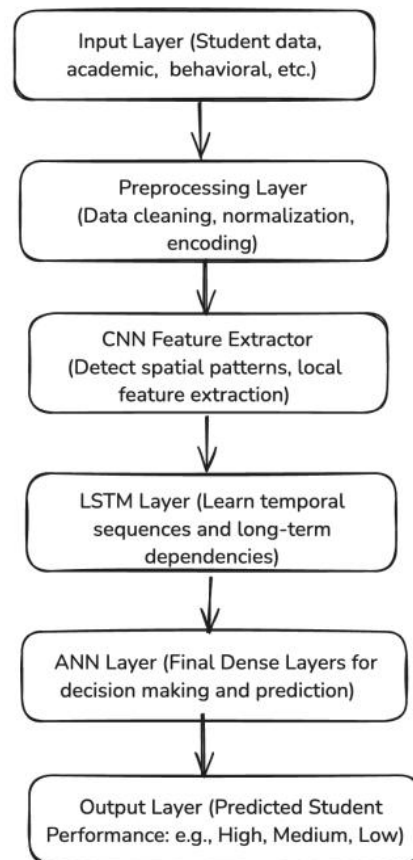 Input Layer (Student data,
academic, behavioral, etc.)
Preprocessing Layer
(Data cleaning, normalization,
encoding)
CNN Feature Extractor
(Detect spatial patterns, local
feature extraction)
LSTM Layer (Learn temporal
sequences and long-term
dependencies)
ANN Layer (Final Dense Layers for
decision making and prediction)
Output Layer (Predicted Student
Performance: e.g., High, Medium, Low)